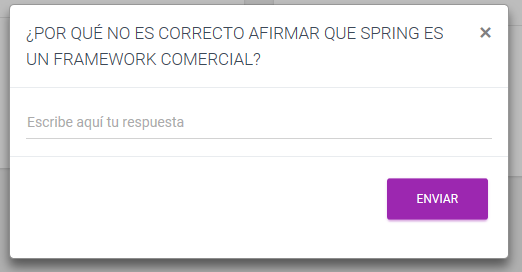 ¿POR QUÉ NO ES CORRECTO AFIRMAR QUE SPRING ES
UN FRAMEWORK COMERCIAL?
×
Escribe aquí tu respuesta
ENVIAR